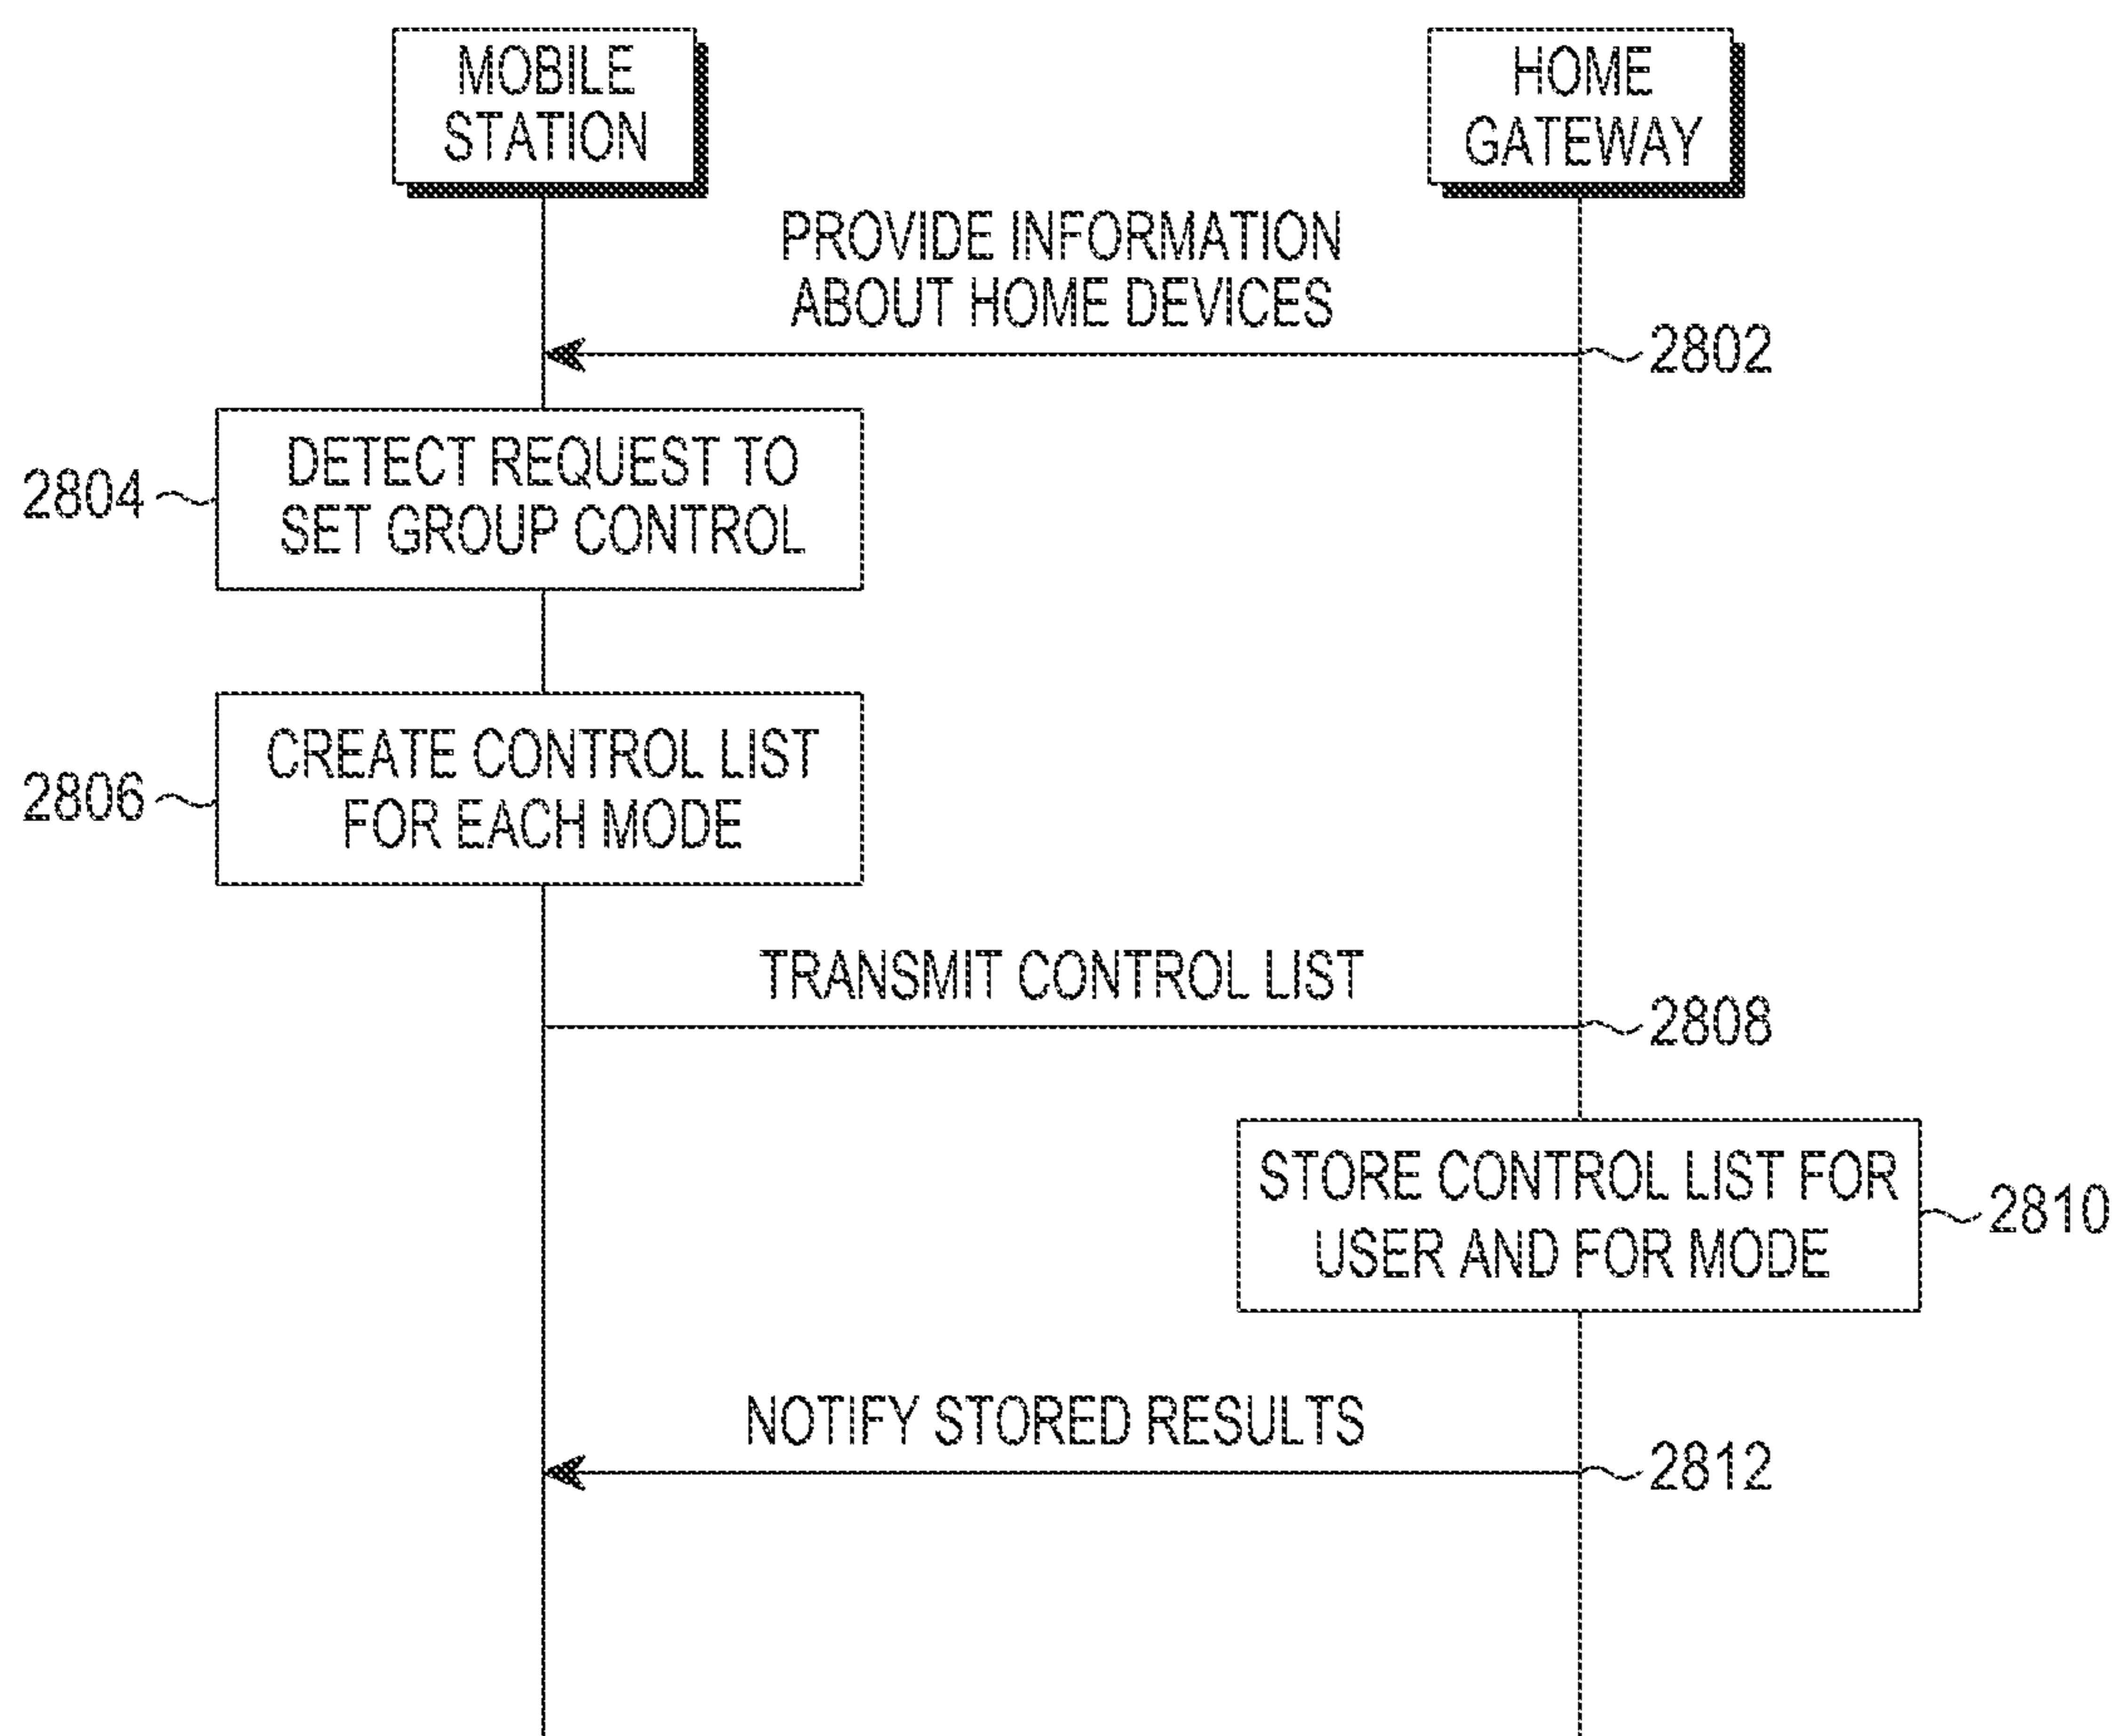 MOBILE
STATION
HOME
GATEWAY
PROVIDE INFORMATION
ABOUT HOME DEVICES
2802
DETECT REQUEST TO
SET GROUP CONTROL
2804
CREATE CONTROL LIST
FOR EACH MODE
2806
TRANSMIT CONTROL LIST
2808
STORE CONTROL LIST FOR
USER AND FOR MODE
2810
NOTIFY STORED RESULTS
2812